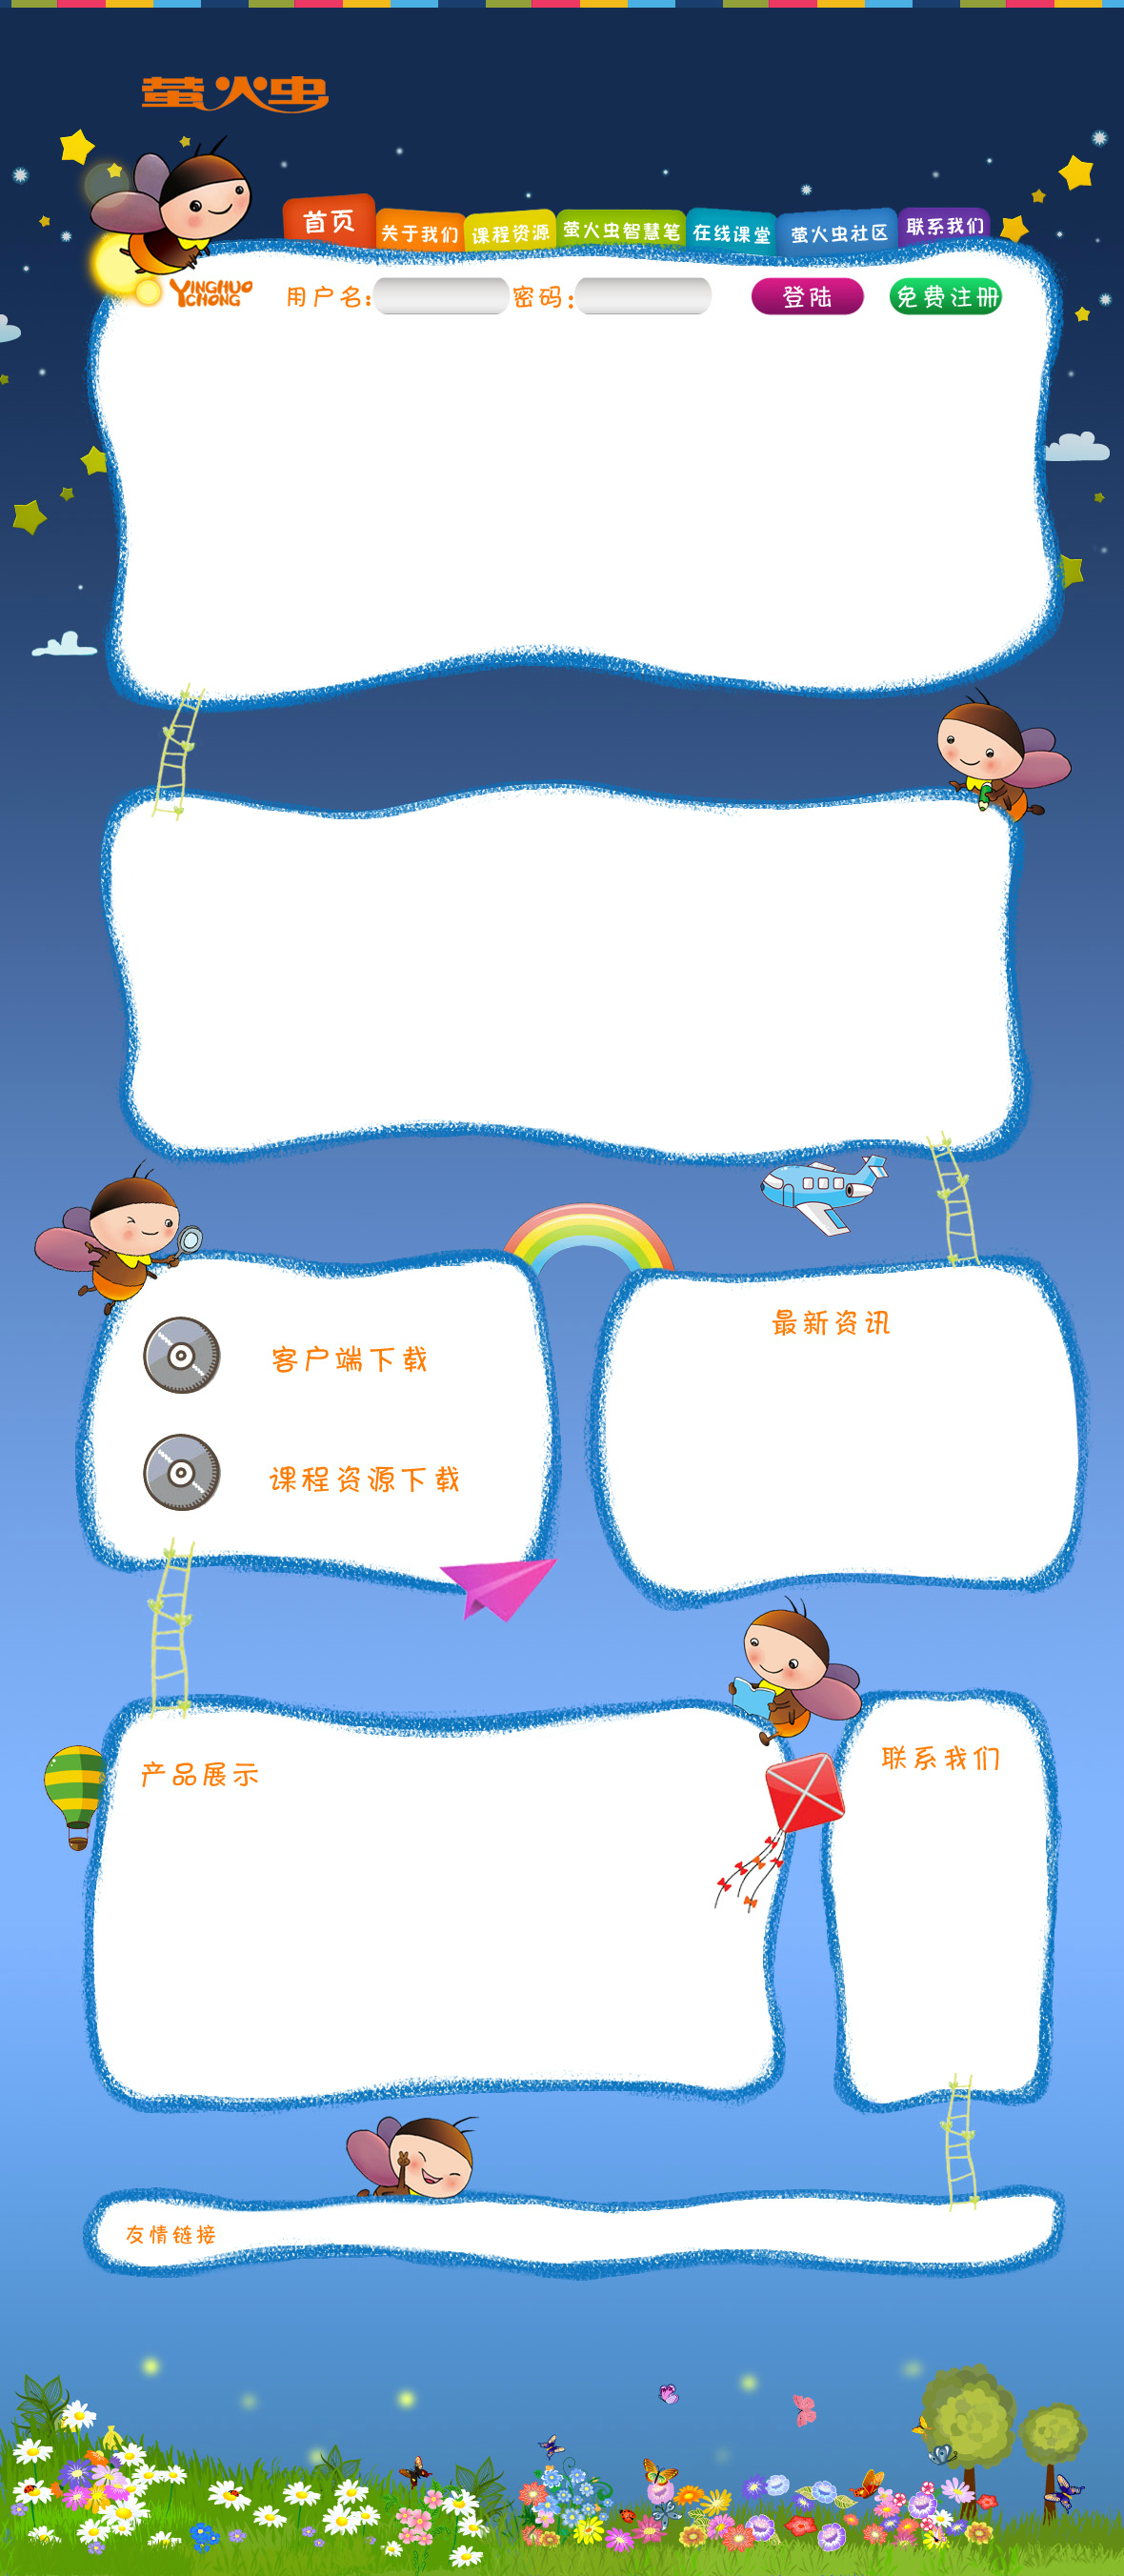 萤火虫
首页 关于我们 课程资源 萤火虫智慧笔 在线课堂 萤火虫社区 联系我们
YINGHUO
CHONG
用户名: 密码: 登陆 免费注册
最新资讯
客户端下载
课程资源下载
联系我们
产品展示
友情链接